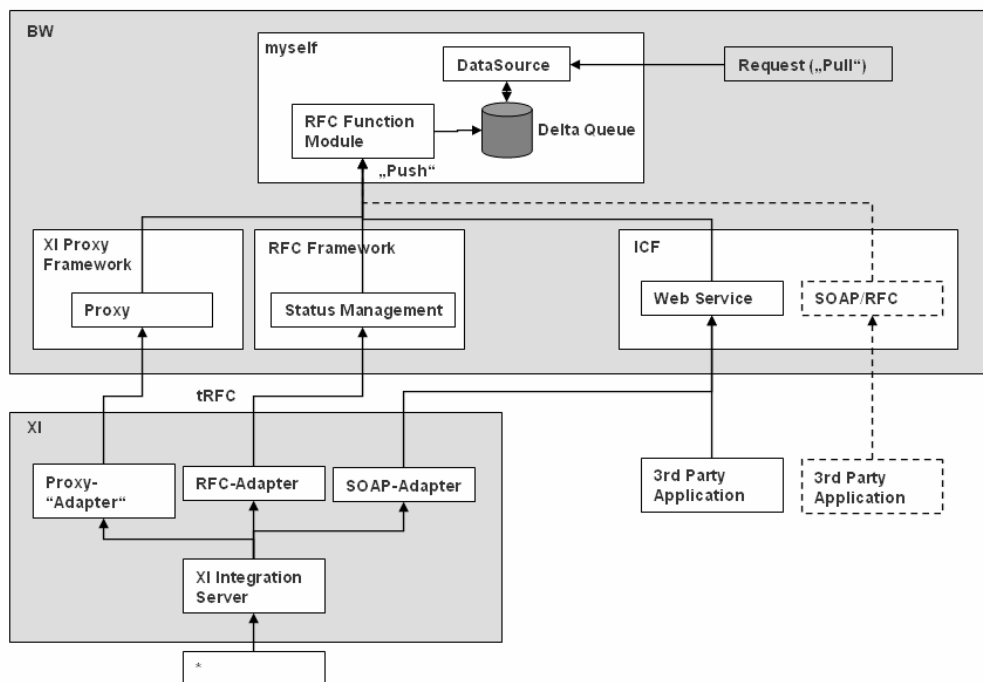 BW
myself
DataSource
Request („Pull“)
RFC Function
Module
Delta Queue
„Push“
XI Proxy
Framework
RFC Framework
ICF
Proxy
Status Management
Web Service
SOAP/RFC
tRFC
XI
Proxy-
“Adapter“
RFC-Adapter
SOAP-Adapter
3rd Party
Application
3rd Party
Application
XI Integration
Server
*